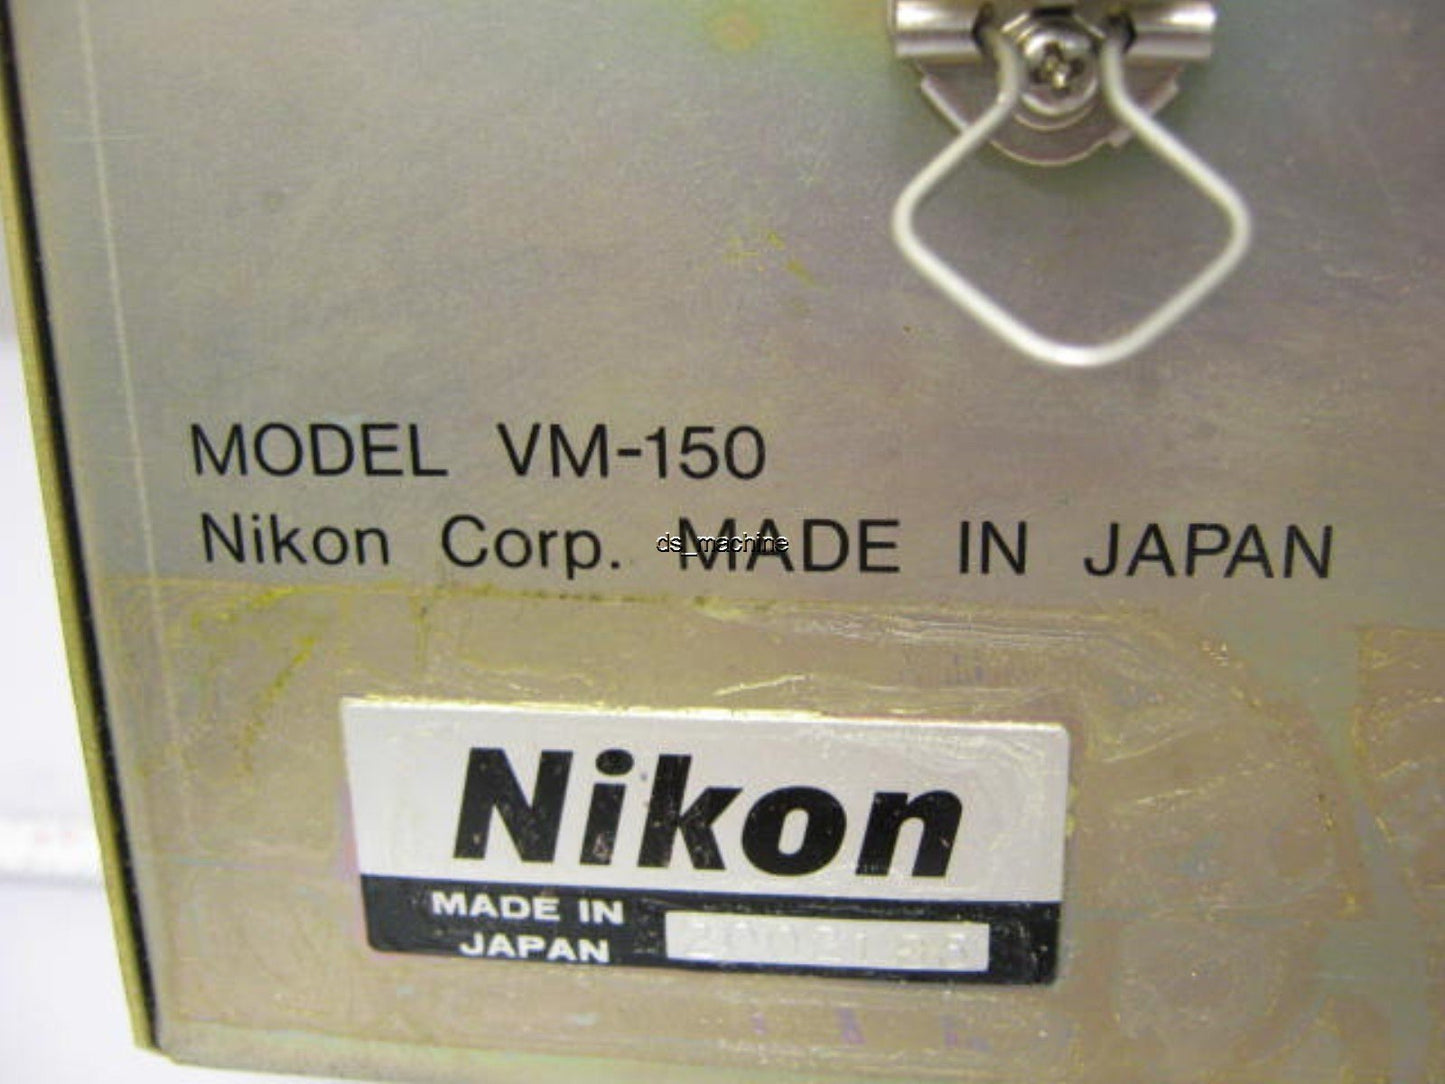 MODEL VM-150
Nikon Corp. MADE IN JAPAN
ds_machine
Nikon
MADE IN
JAPAN